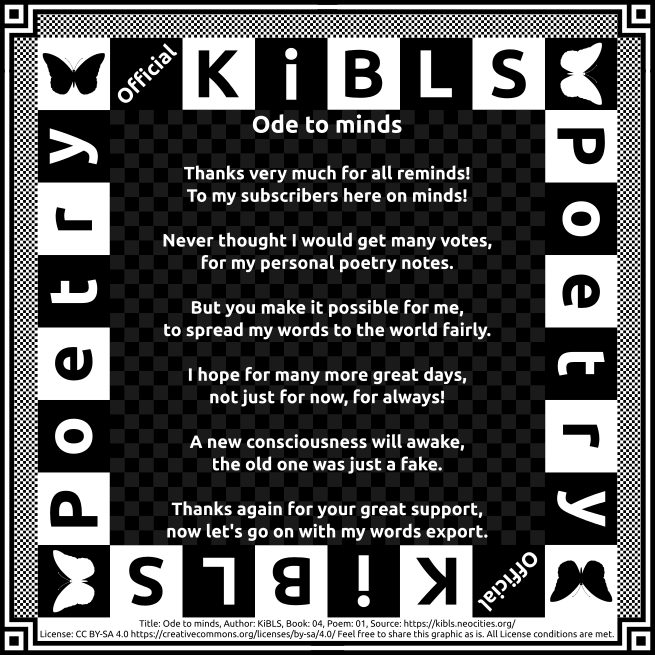 Official KiBLS
Poetry
Poetry
Ode to minds
Thanks very much for all reminds!
To my subscribers here on minds!
Never thought I would get many votes,
for my personal poetry notes.
But you make it possible for me,
to spread my words to the world fairly.
I hope for many more great days,
not just for now, for always!
A new consciousness will awake,
the old one was just a fake.
Thanks again for your great support,
now let's go on with my words export.
Official KiBLS
Title: Ode to minds, Author: KiBLS, Book: 04, Poem: 01, Source: https://kibls.neocities.org/
License: CC BY-SA 4.0 https://creativecommons.org/licenses/by-sa/4.0/ Feel free to share this graphic as is. All License conditions are met.